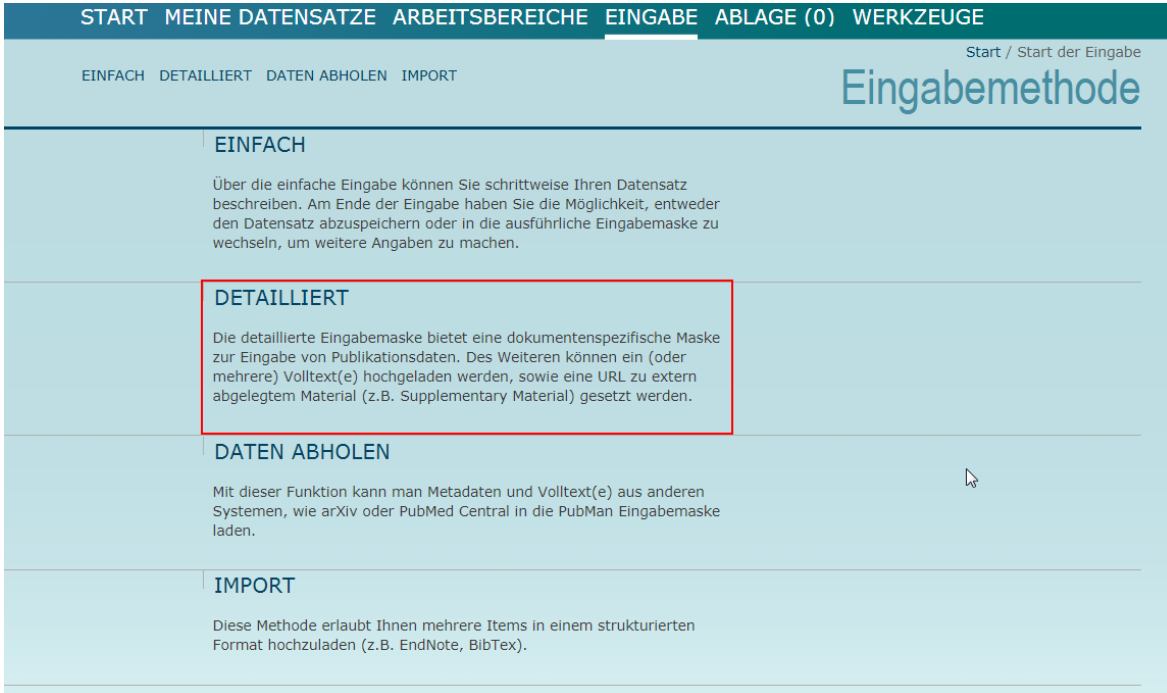 START MEINE DATENSÄTZE ARBEITSBEREICHE EINGABE ABLAGE (0) WERKZEUGE
Start / Start der Eingabe
EINFACH DETAILLIERT DATEN ABHOLEN IMPORT
Eingabemethode
EINFACH
Über die einfache Eingabe können Sie schrittweise Ihren Datensatz
beschreiben. Am Ende der Eingabe haben Sie die Möglichkeit, entweder
den Datensatz abzuspeichern oder in die ausführliche Eingabemaske zu
wechseln, um weitere Angaben zu machen.
DETAILLIERT
Die detaillierte Eingabemaske bietet eine dokumentenspezifische Maske
zur Eingabe von Publikationsdaten. Des Weiteren können ein (oder
mehrere) Volltext(e) hochgeladen werden, sowie eine URL zu extern
abgelegtem Material (z.B. Supplementary Material) gesetzt werden.
DATEN ABHOLEN
Mit dieser Funktion kann man Metadaten und Volltext(e) aus anderen
Systemen, wie arXiv oder PubMed Central in die PubMan Eingabemaske
laden.
IMPORT
Diese Methode erlaubt Ihnen mehrere Items in einem strukturierten
Format hochzuladen (z.B. EndNote, BibTex).